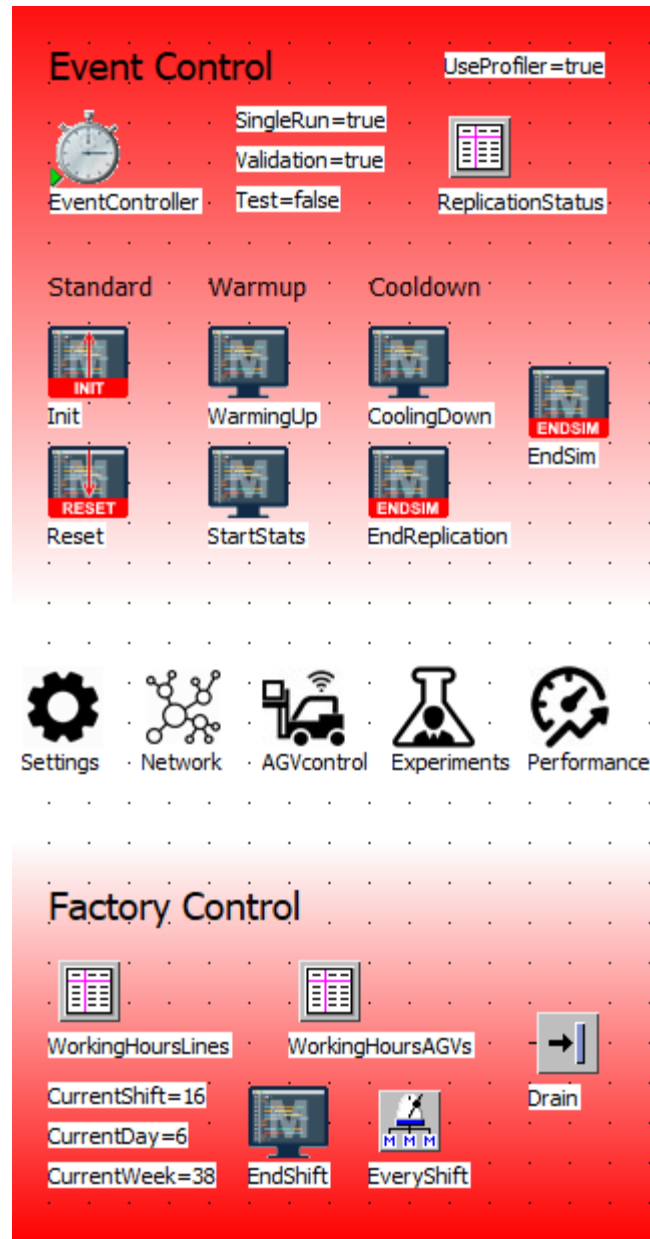 Event Control
UseProfiler=true
SingleRun=true
Validation=true
EventController
Test=false
ReplicationStatus
Standard
Warmup
Cooldown
M
INIT
M
M
M
ENDSIM
Init
WarmingUp
CoolingDown
EndSim
M
RESET
M
M
ENDSIM
Reset
StartStats
EndReplication
Settings
Network
AGVcontrol
Experiments
Performance
Factory Control
WorkingHoursLines
WorkingHoursAGVs
CurrentShift=16
Drain
CurrentDay=6
M
M M M
CurrentWeek=38
EndShift
EveryShift